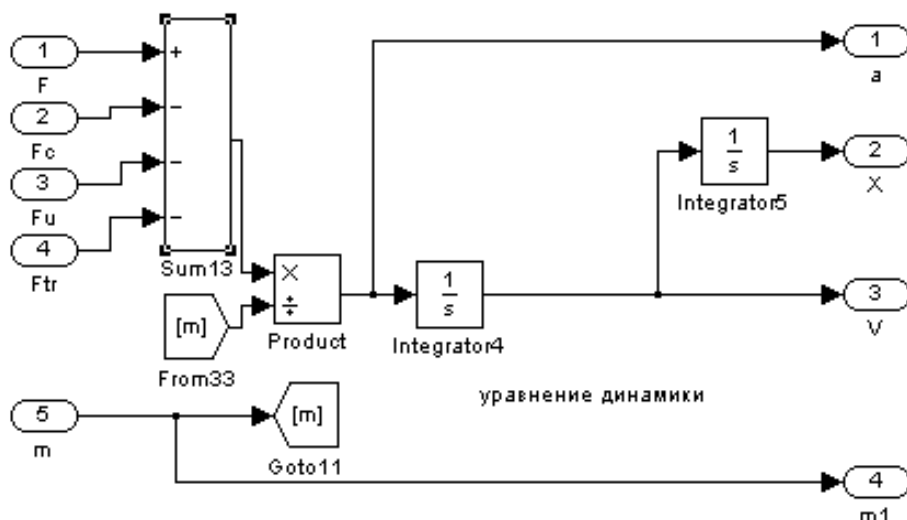 1
F
2
Fc
3
Fu
4
Ftr
+
−
−
−
Sum13
×
÷
Product
[m]
From33
1
s
Integrator4
1
s
Integrator5
1
a
2
X
3
V
уравнение динамики
5
m
[m]
Goto11
4
m1